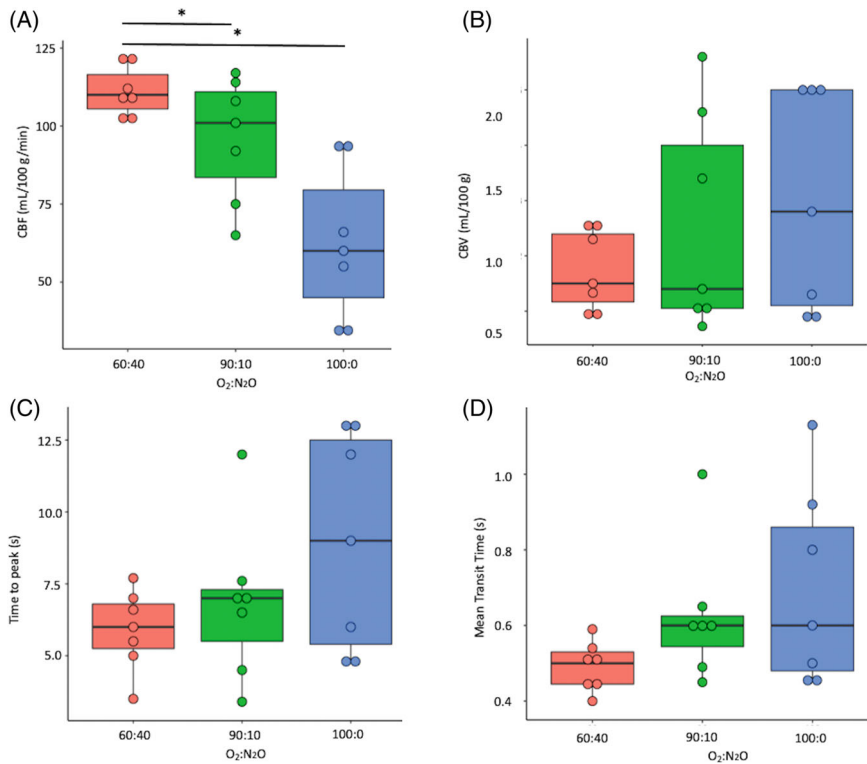 (A)
*
*
CBF (mL/100 g/min)
125
100
75
50
60:40
90:10
100:0
O₂:N₂O
(B)
CBV (mL/100 g)
2.0
1.5
1.0
0.5
60:40
90:10
100:0
O₂:N₂O
(C)
Time to peak (s)
12.5
10.0
7.5
5.0
60:40
90:10
100:0
O₂:N₂O
(D)
Mean Transit Time (s)
1.0
0.8
0.6
0.4
60:40
90:10
100:0
O₂:N₂O